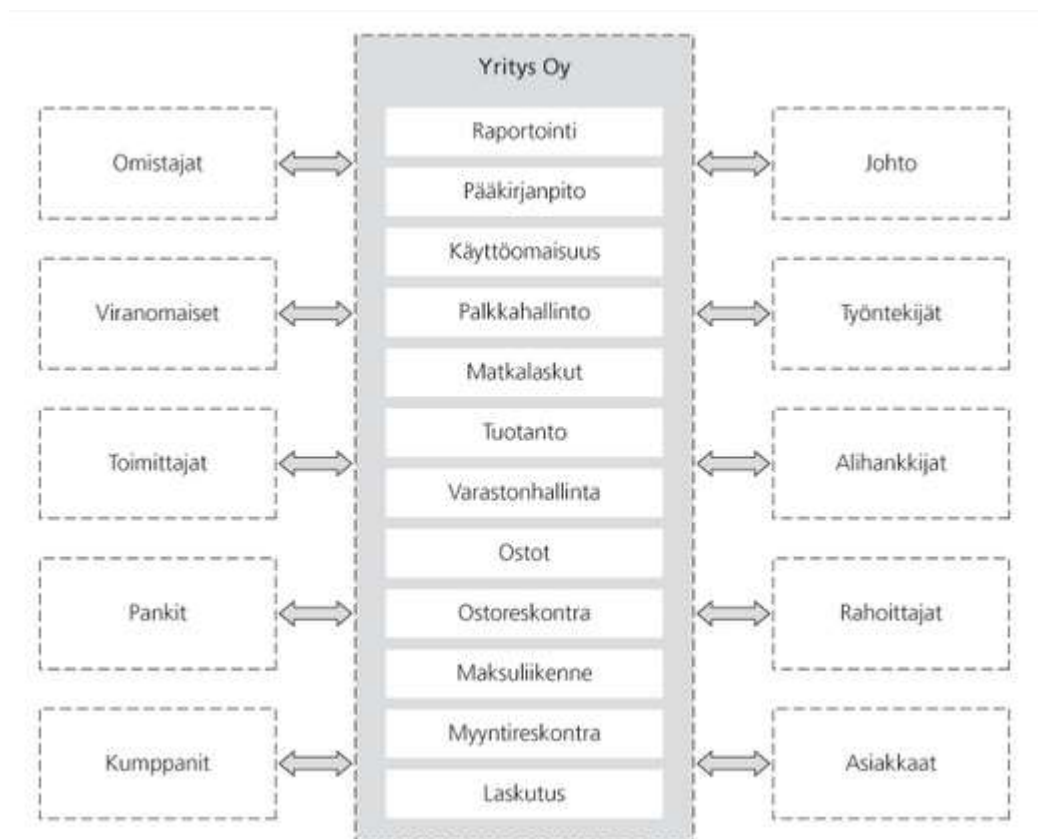 Yritys Oy
Omistajat
Viranomaiset
Toimittajat
Pankit
Kumppanit
Raportointi
Pääkirjanpito
Käyttöomaisuus
Palkkahallinto
Matkalaskut
Tuotanto
Varastonhallinta
Ostot
Ostoreskontra
Maksuliikenne
Myyntireskontra
Laskutus
Johto
Työntekijät
Alihankkijat
Rahoittajat
Asiakkaat